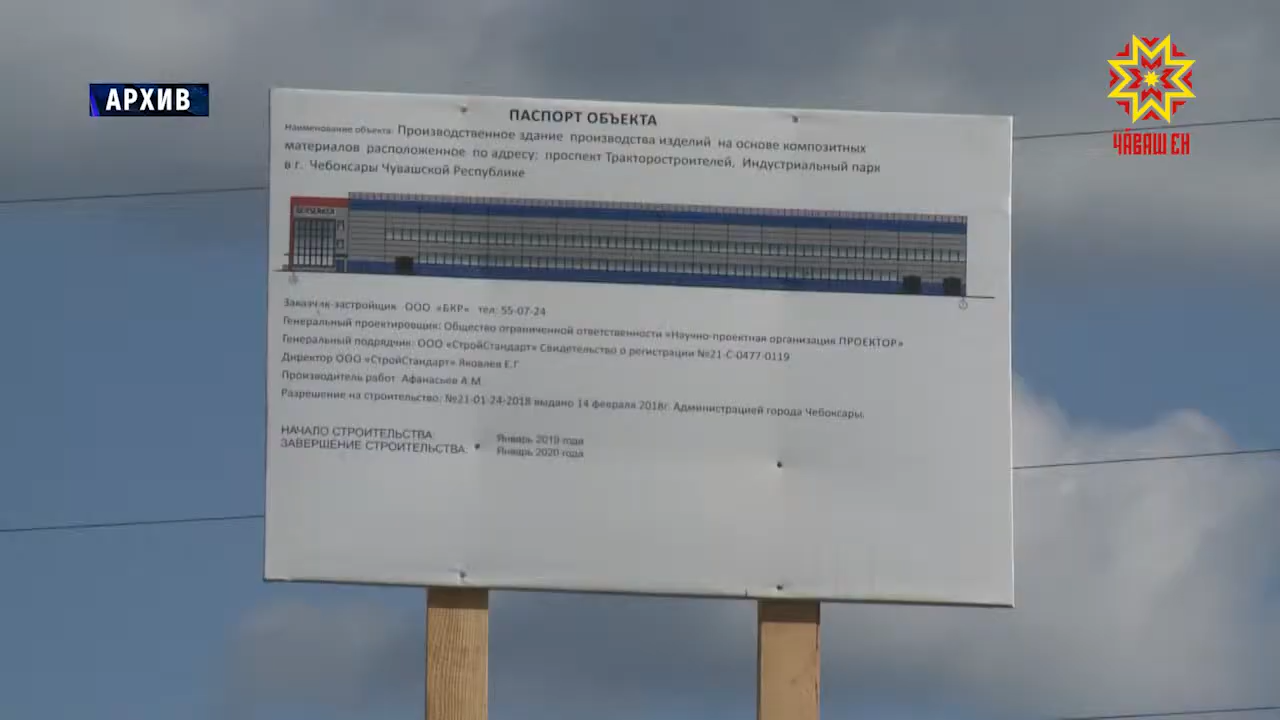 АРХИВ
ЧӐВАШ ЕН
ПАСПОРТ ОБЪЕКТА
Наименование объекта: Производственное здание производства изделий на основе композитных
материалов расположенное по адресу: проспект Тракторостроителей, Индустриальный парк
в г. Чебоксары Чувашской Республике
Заказчик-застройщик ООО «БКР» тел. 55-07-24
Генеральный проектировщик: Общество ограниченной ответственности «Научно-проектная организация ПРОЕКТОР»
Генеральный подрядчик: ООО «СтройСтандарт» Свидетельство о регистрации №21-С-0477-0119
Директор ООО «СтройСтандарт» Яковлев Е.Г
Производитель работ Афанасьев А.М
Разрешение на строительство: №21-01-24-2018 выдано 14 февраля 2018г. Администрацией города Чебоксары.
НАЧАЛО СТРОИТЕЛЬСТВА: Январь 2019 года
ЗАВЕРШЕНИЕ СТРОИТЕЛЬСТВА: Январь 2020 года